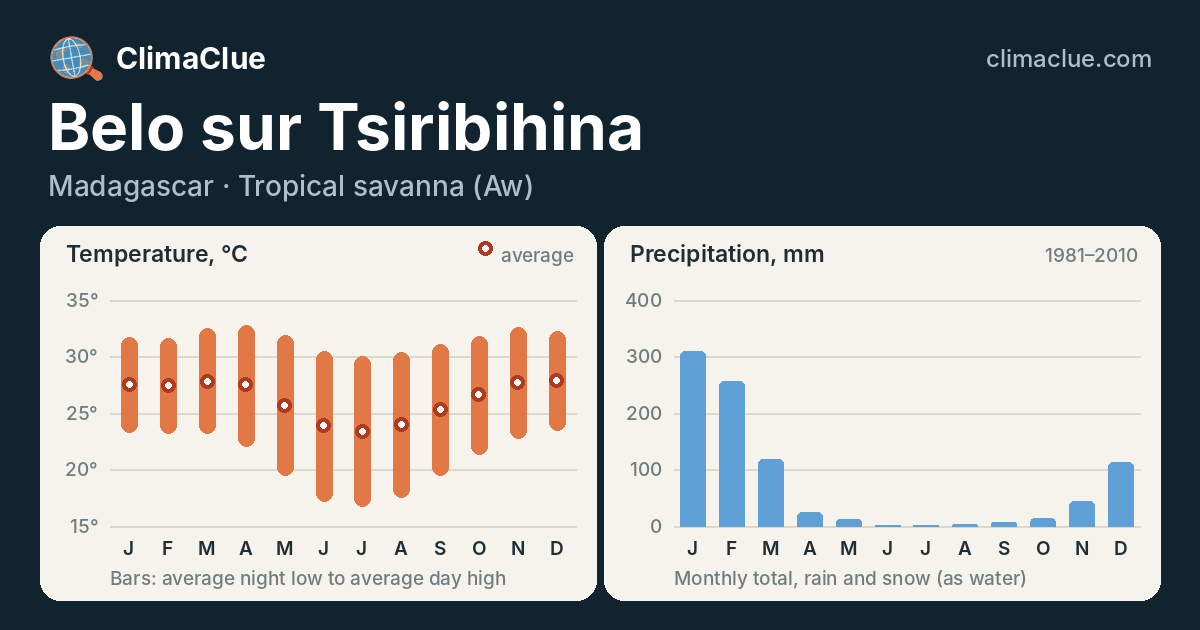 ClimaClue
climaclue.com
Belo sur Tsiribihina
Madagascar · Tropical savanna (Aw)
Temperature, °C
average
35°
30°
25°
20°
15°
J F M A M J J A S O N D
Bars: average night low to average day high
Precipitation, mm
1981–2010
400
300
200
100
0
J F M A M J J A S O N D
Monthly total, rain and snow (as water)